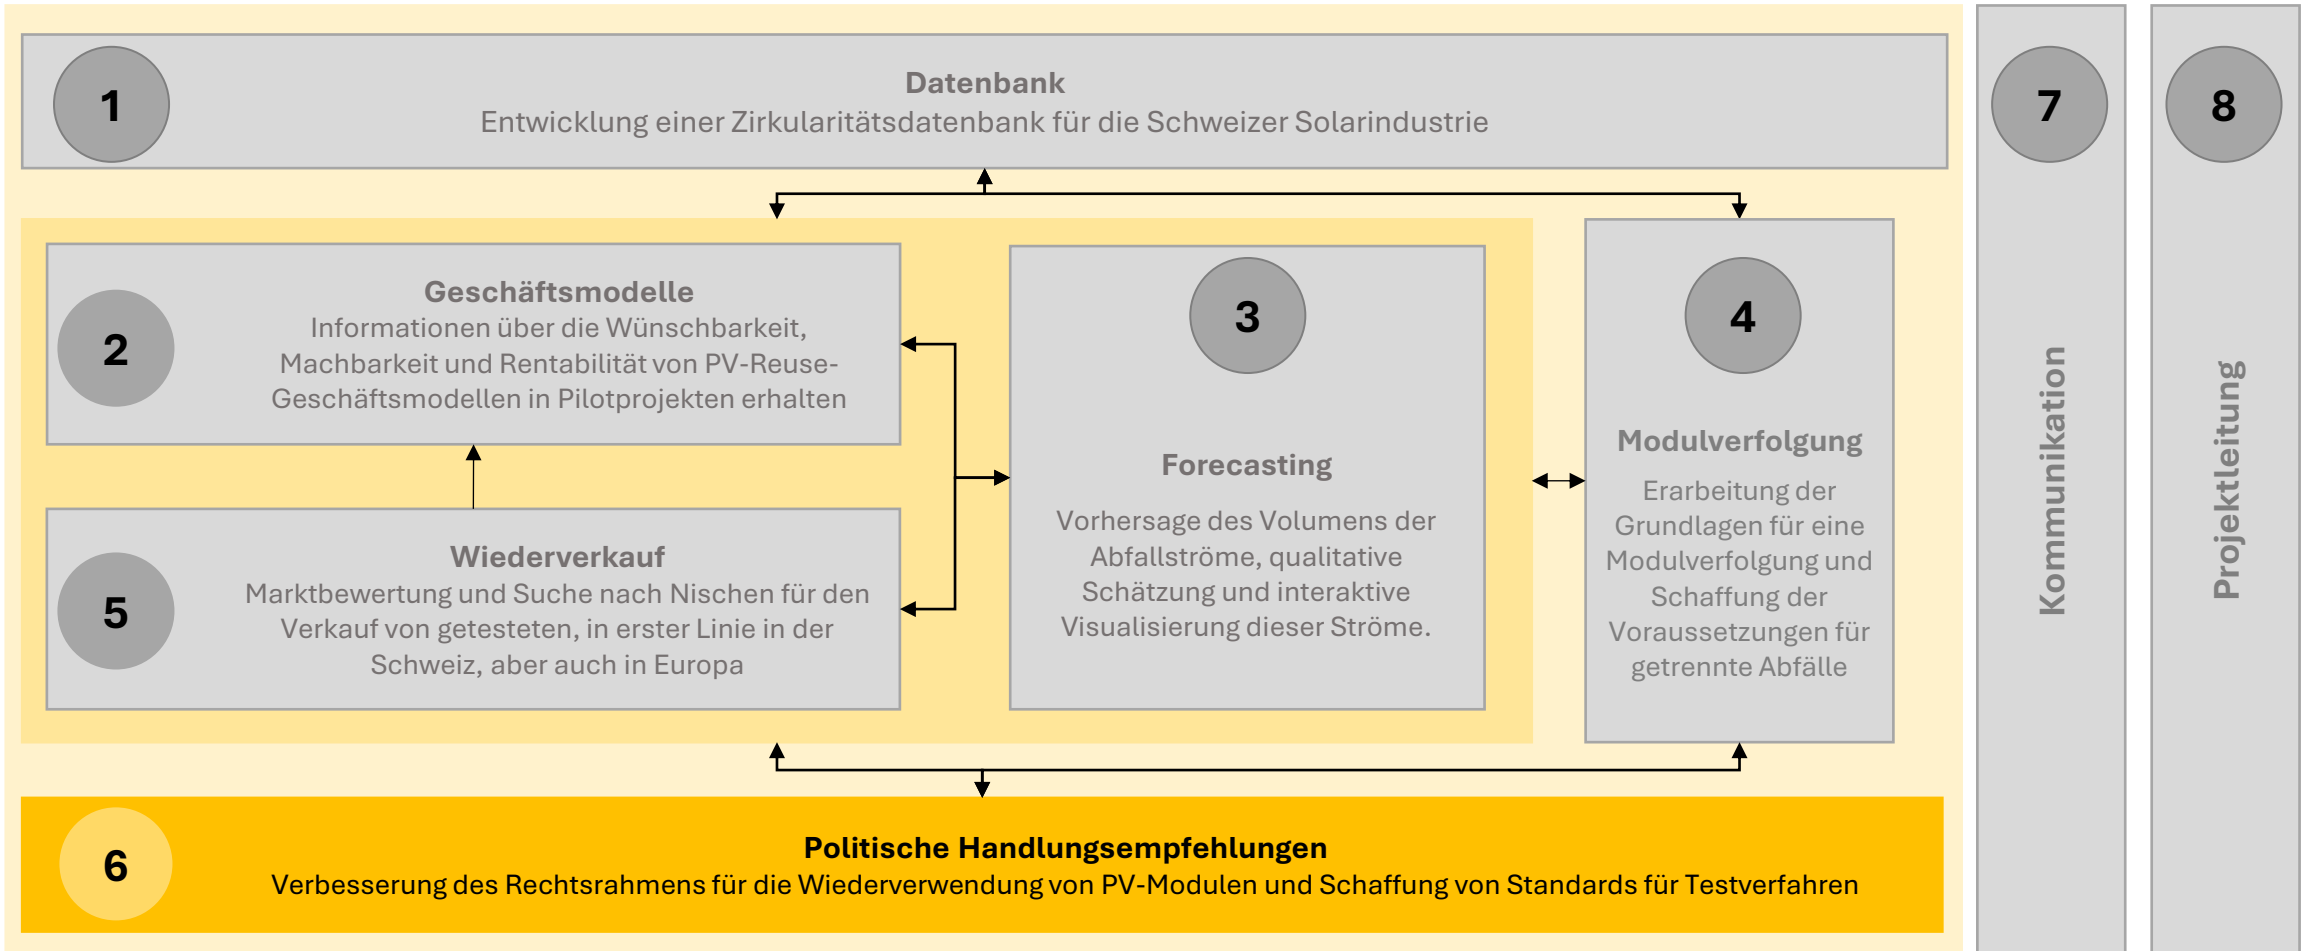 1
Datenbank
Entwicklung einer Zirkularitätsdatenbank für die Schweizer Solarindustrie
2
Geschäftsmodelle
Informationen über die Wünschbarkeit,
Machbarkeit und Rentabilität von PV-Reuse-
Geschäftsmodellen in Pilotprojekten erhalten
3
Forecasting
Vorhersage des Volumens der
Abfallströme, qualitative
Schätzung und interaktive
Visualisierung dieser Ströme.
4
Modulverfolgung
Erarbeitung der
Grundlagen für eine
Modulverfolgung und
Schaffung der
Voraussetzungen für
getrennte Abfälle
5
Wiederverkauf
Marktbewertung und Suche nach Nischen für den
Verkauf von getesteten, in erster Linie in der
Schweiz, aber auch in Europa
6
Politische Handlungsempfehlungen
Verbesserung des Rechtsrahmens für die Wiederverwendung von PV-Modulen und Schaffung von Standards für Testverfahren
7
Kommunikation
8
Projektleitung